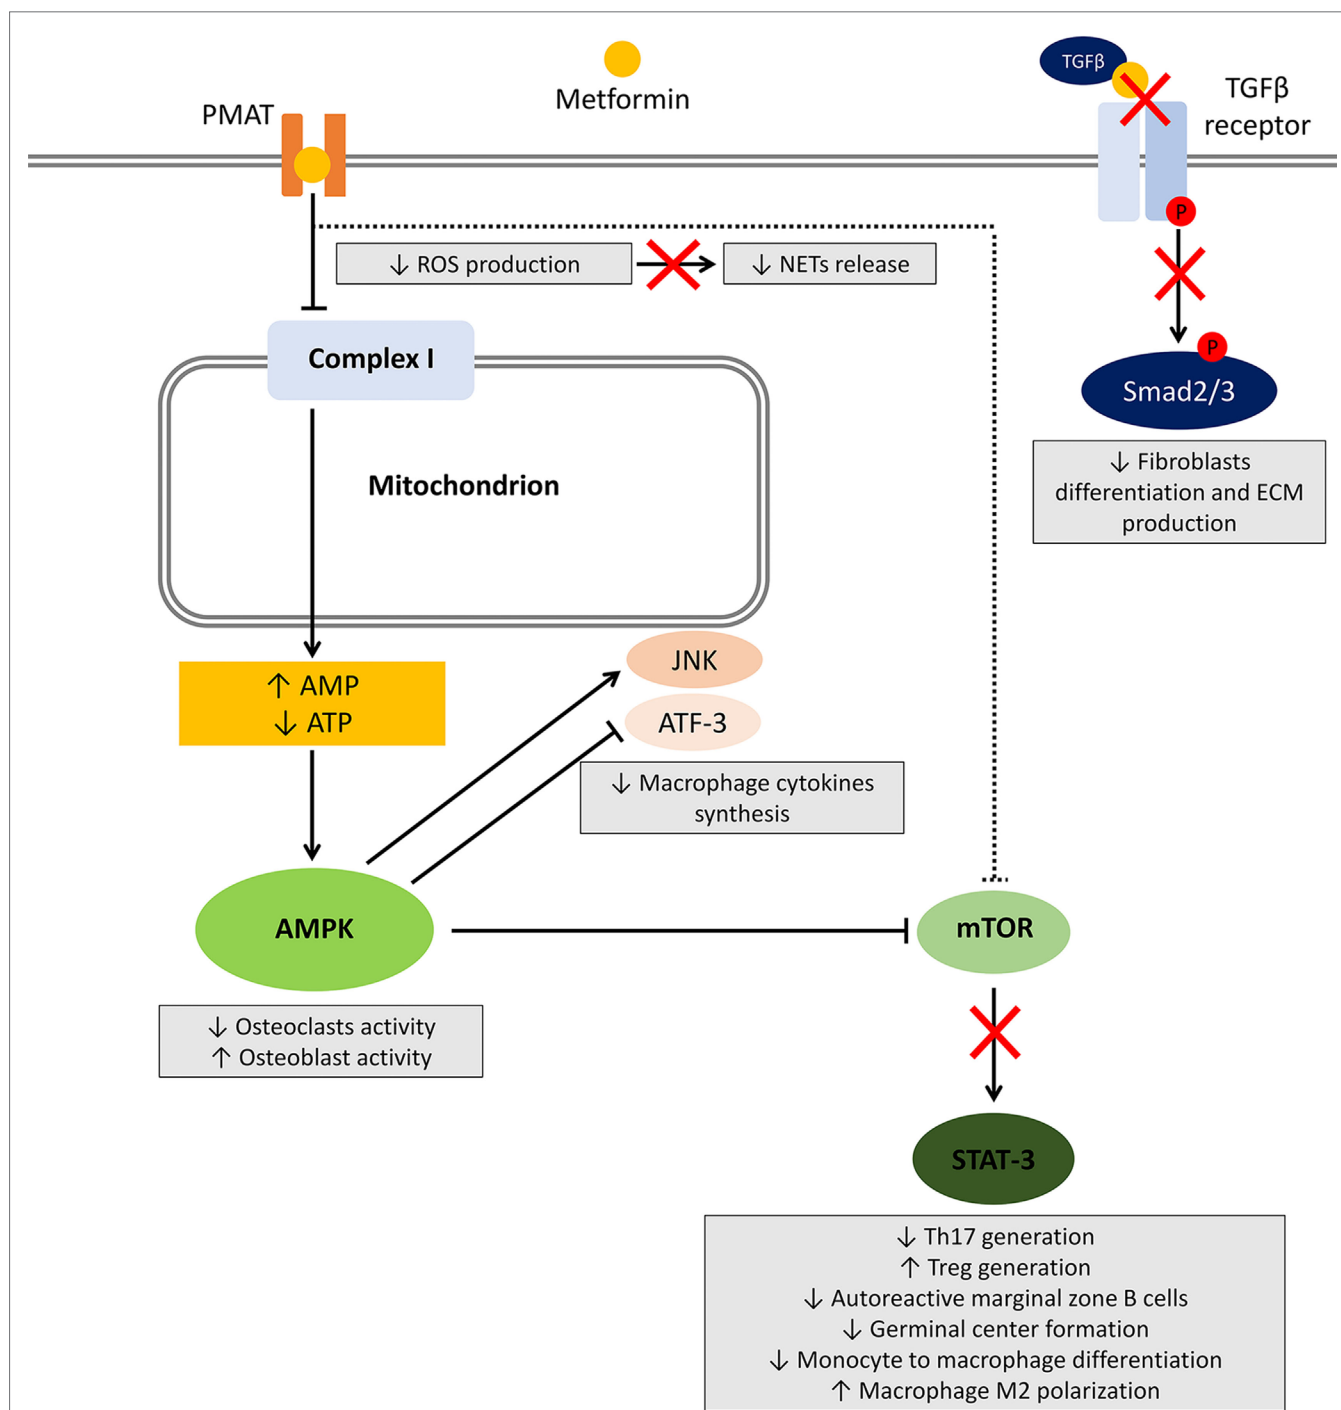 TGFβ
Metformin
PMAT
TGFβ
receptor
P
↓ ROS production
↓ NETs release
P
Complex I
Smad2/3
↓ Fibroblasts
differentiation and ECM
production
Mitochondrion
JNK
↑ AMP
↓ ATP
ATF-3
↓ Macrophage cytokines
synthesis
AMPK
mTOR
↓ Osteoclasts activity
↑ Osteoblast activity
STAT-3
↓ Th17 generation
↑ Treg generation
↓ Autoreactive marginal zone B cells
↓ Germinal center formation
↓ Monocyte to macrophage differentiation
↑ Macrophage M2 polarization